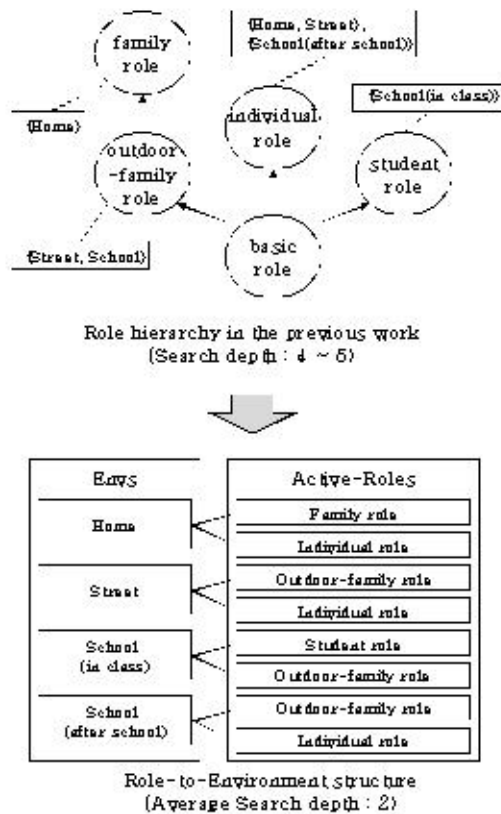 family
role
{Home, Street},
{School(after school)}
{School(in class)}
{Home}
individual
role
outdoor
-family
role
student
role
{Street, School}
basic
role
Role hierarchy in the previous work
(Search depth : 4 ~ 5)
Envs
Active-Roles
Home
Family role
Individual role
Street
Outdoor-family role
Individual role
School
(in class)
Student role
Outdoor-family role
School
(after school)
Outdoor-family role
Individual role
Role-to-Environment structure
(Average Search depth : 2)